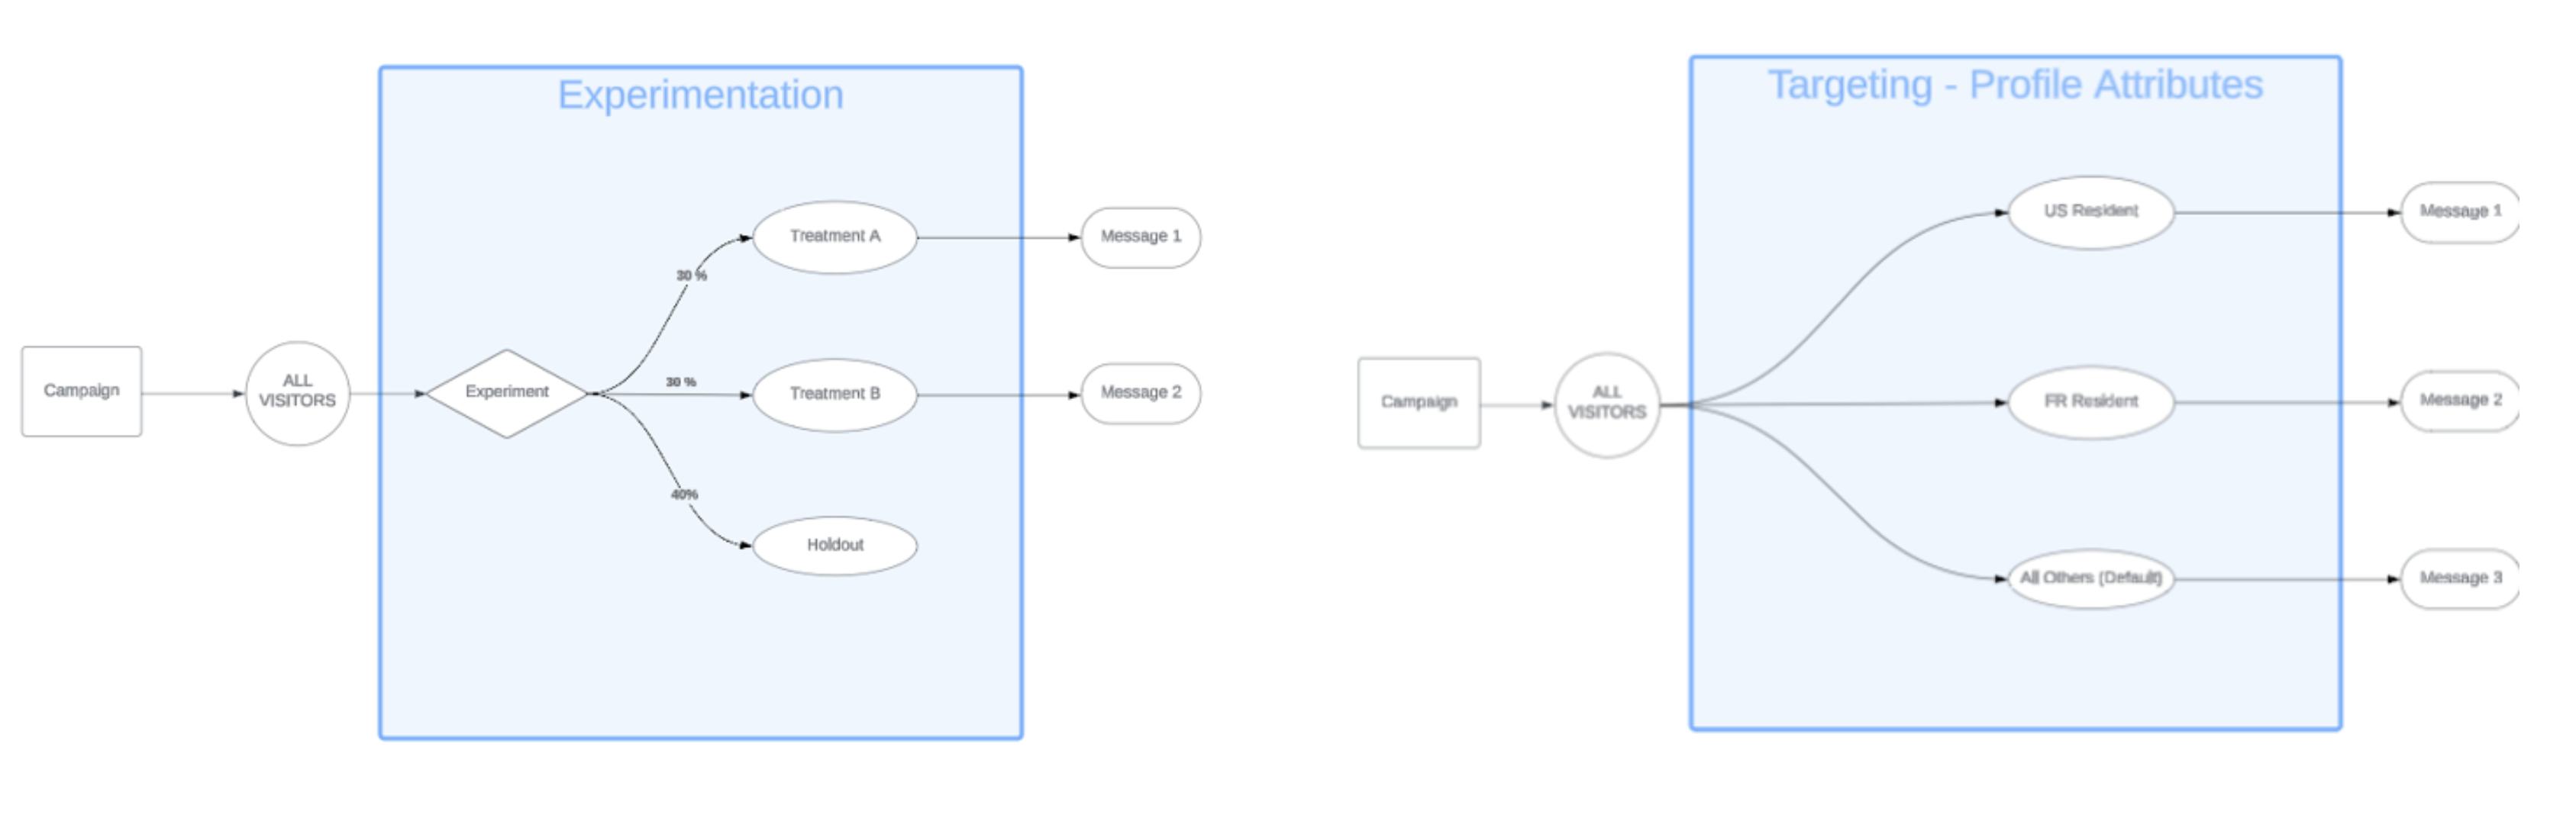 Experimentation
Campaign
ALL
VISITORS
Experiment
30 %
30 %
40%
Treatment A
Treatment B
Holdout
Message 1
Message 2
Targeting - Profile Attributes
Campaign
ALL
VISITORS
US Resident
FR Resident
All Others (Default)
Message 1
Message 2
Message 3